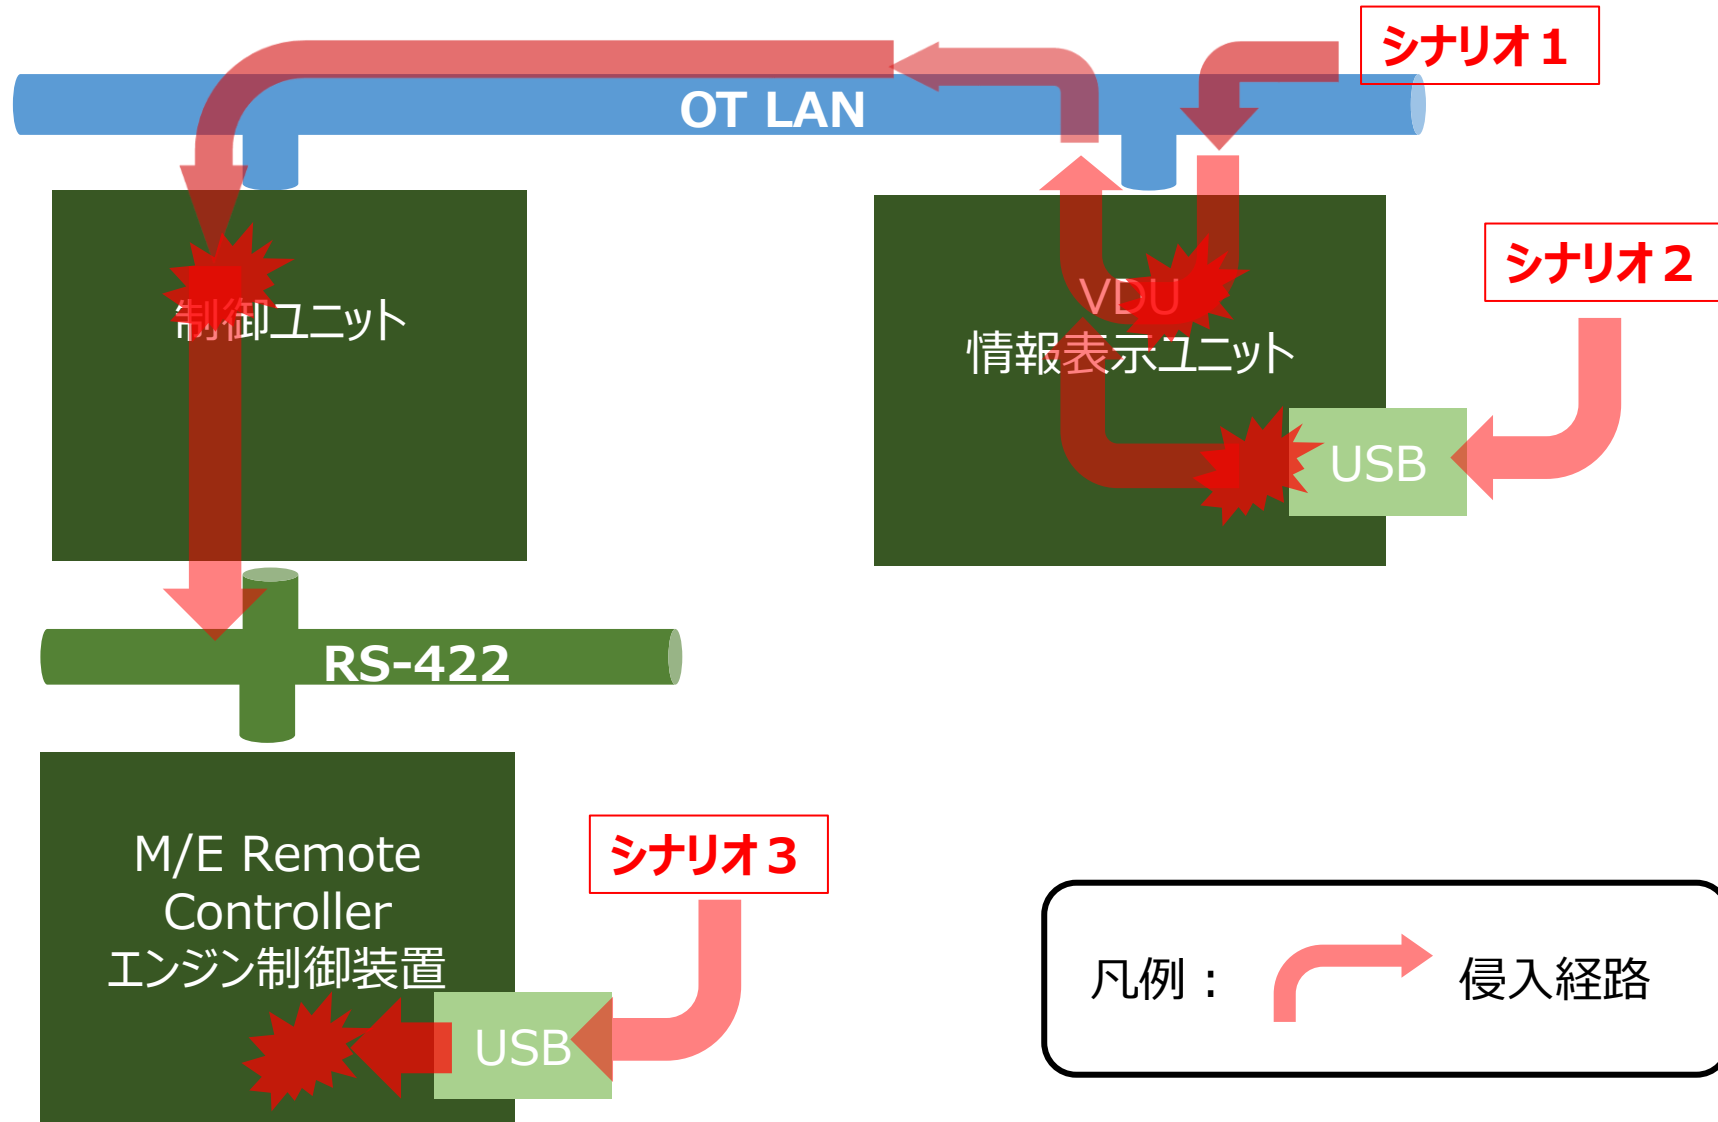 シナリオ１
OT LAN
シナリオ２
制御ユニット
VDU
情報表示ユニット
USB
RS-422
M/E Remote
Controller
エンジン制御装置
シナリオ３
USB
凡例： 侵入経路